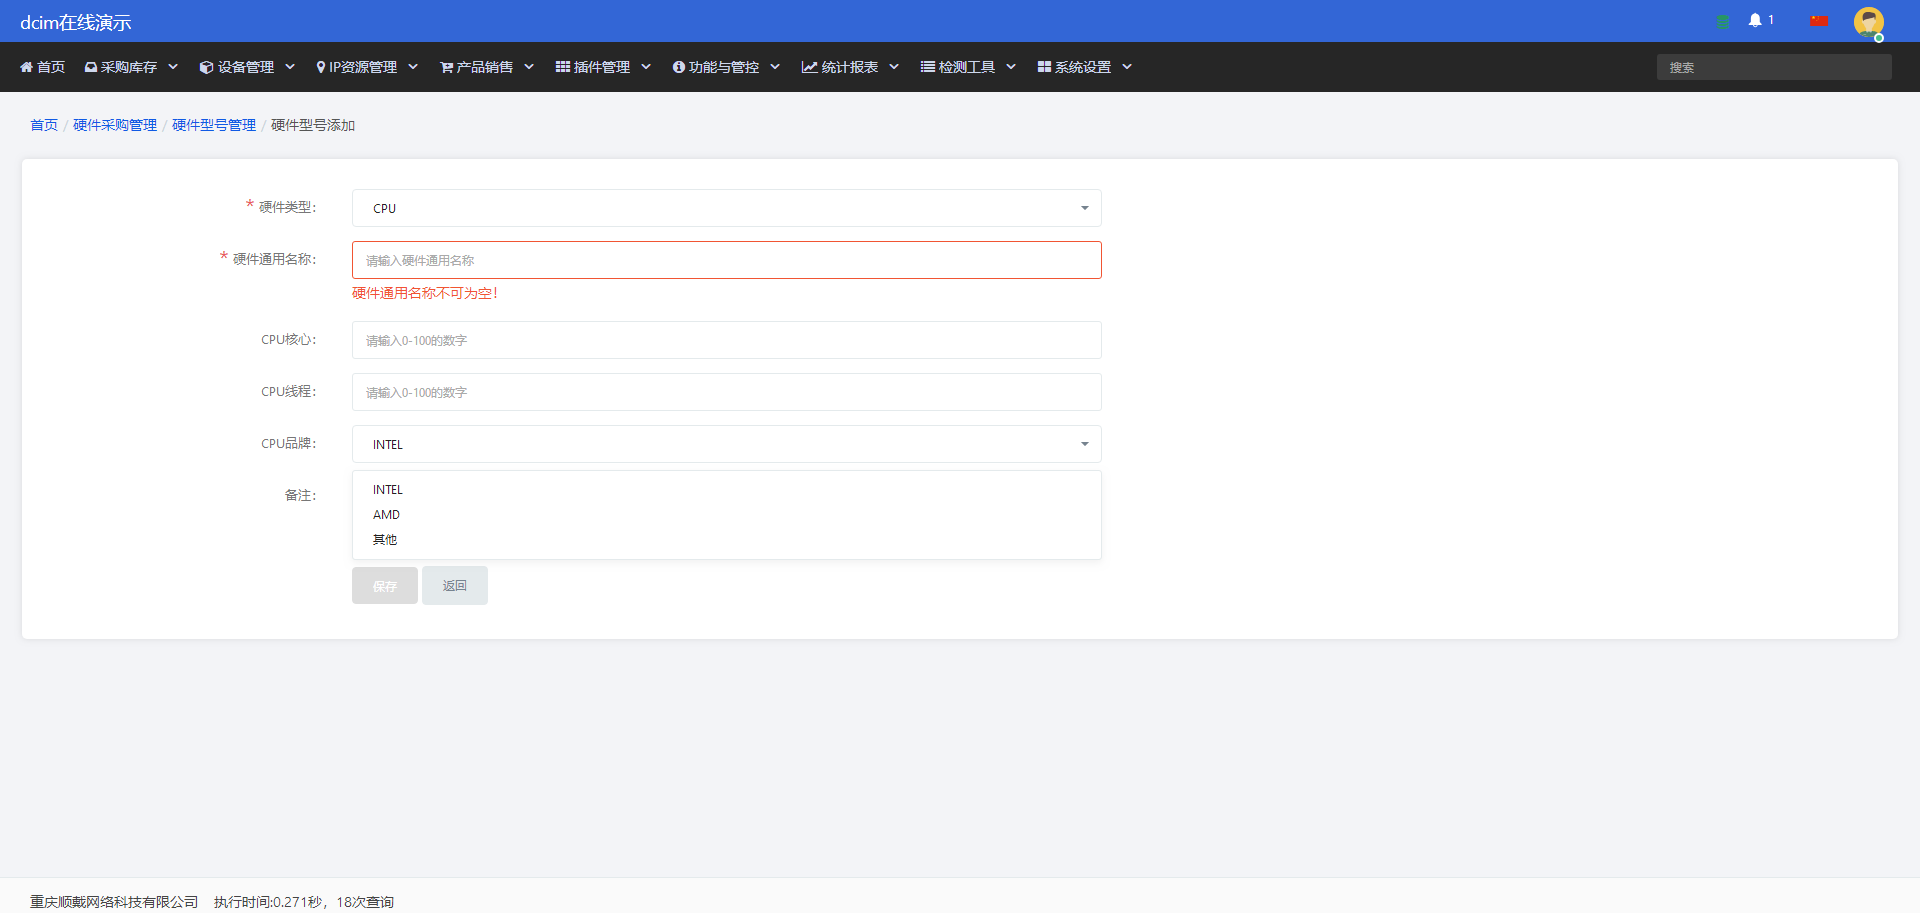 dcim在线演示
1
首页 采购库存 设备管理 IP资源管理 产品销售 插件管理 功能与管控 统计报表 检测工具 系统设置 搜索
首页 / 硬件采购管理 / 硬件型号管理 / 硬件型号添加
* 硬件类型: CPU
* 硬件通用名称: 请输入硬件通用名称
硬件通用名称不可为空!
CPU核心: 请输入0-100的数字
CPU线程: 请输入0-100的数字
CPU品牌: INTEL
备注: INTEL
AMD
其他
保存 返回
重庆顺戴网络科技有限公司 执行时间:0.271秒，18次查询